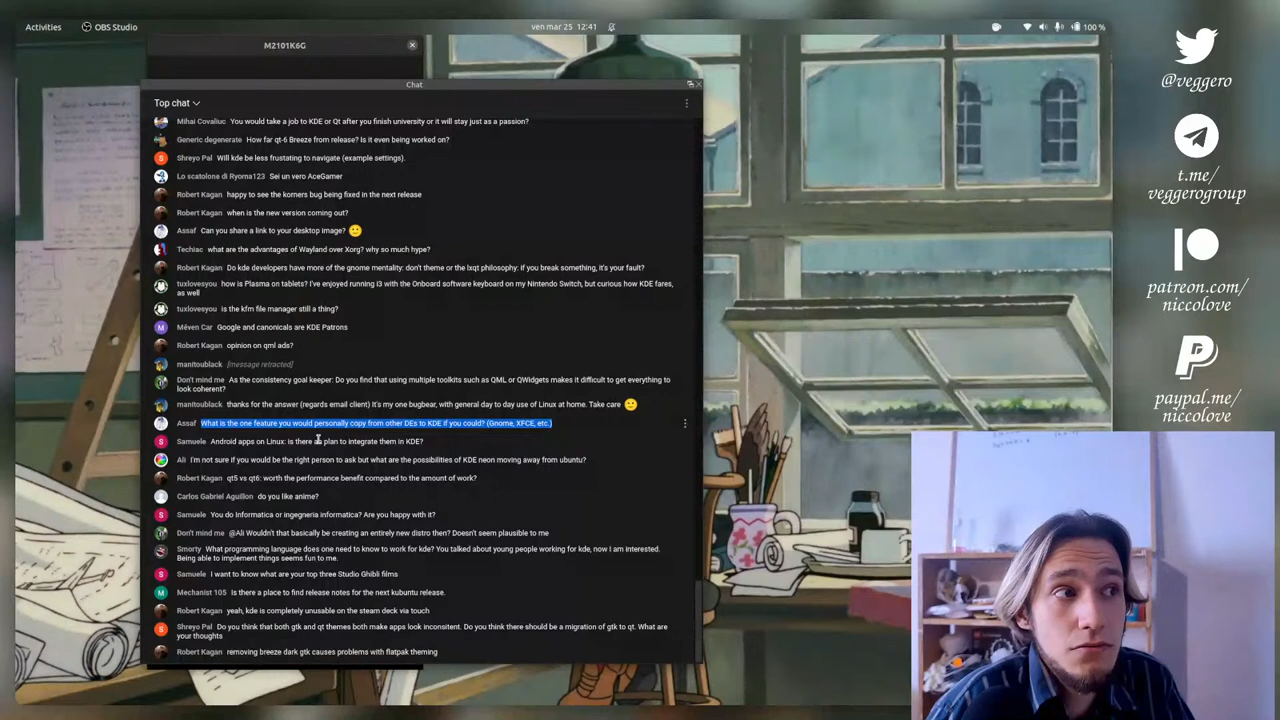 Activities
OBS Studio
ven mar 25 12:41
100 %
M2101K6G
Chat
Top chat
Mihai Covaliuc You would take a job to KDE or Qt after you finish university or it will stay just as a passion?
Generic degenerate How far qt-6 Breeze from release? Is it even being worked on?
Shreyo Pal Will kde be less frustating to navigate (example settings).
Lo scatolone di Ryoma123 Sei un vero AceGamer
Robert Kagan happy to see the korners bug being fixed in the next release
Robert Kagan when is the new version coming out?
Assaf Can you share a link to your desktop image? 🙂
Techiac what are the advantages of Wayland over Xorg? why so much hype?
Robert Kagan Do kde developers have more of the gnome mentality: don't theme or the lxqt philosophy: if you break something, it's your fault?
tuxlovesyou how is Plasma on tablets? I've enjoyed running i3 with the Onboard software keyboard on my Nintendo Switch, but curious how KDE fares,
as well
tuxlovesyou is the kfm file manager still a thing?
M
Méven Car Google and canonicals are KDE Patrons
Robert Kagan opinion on qml ads?
manitoublack [message retracted]
Don't mind me As the consistency goal keeper: Do you find that using multiple toolkits such as QML or QWidgets makes it difficult to get everything to
look coherent?
manitoublack thanks for the answer (regards email client) It's my one bugbear, with general day to day use of Linux at home. Take care 🙂
Assaf What is the one feature you would personally copy from other DEs to KDE if you could? (Gnome, XFCE, etc.)
Samuele Android apps on Linux: is there a plan to integrate them in KDE?
Ali I'm not sure if you would be the right person to ask but what are the possibilities of KDE neon moving away from ubuntu?
Robert Kagan qt5 vs qt6: worth the performance benefit compared to the amount of work?
Carlos Gabriel Aguillon do you like anime?
Samuele You do Informatica or ingegneria informatica? Are you happy with it?
Don't mind me @Ali Wouldn't that basically be creating an entirely new distro then? Doesn't seem plausible to me
Smorty What programming language does one need to know to work for kde? You talked about young people working for kde, now I am interested.
Being able to implement things seems fun to me.
Samuele I want to know what are your top three Studio Ghibli films
Mechanist 105 Is there a place to find release notes for the next kubuntu release.
Robert Kagan yeah, kde is completely unusable on the steam deck via touch
Shreyo Pal Do you think that both gtk and qt themes both make apps look inconsitent. Do you think there should be a migration of gtk to qt. What are
your thoughts
Robert Kagan removing breeze dark gtk causes problems with flatpak theming
@veggero
t.me/
veggerogroup
patreon.com/
niccolove
paypal.me/
niccolove